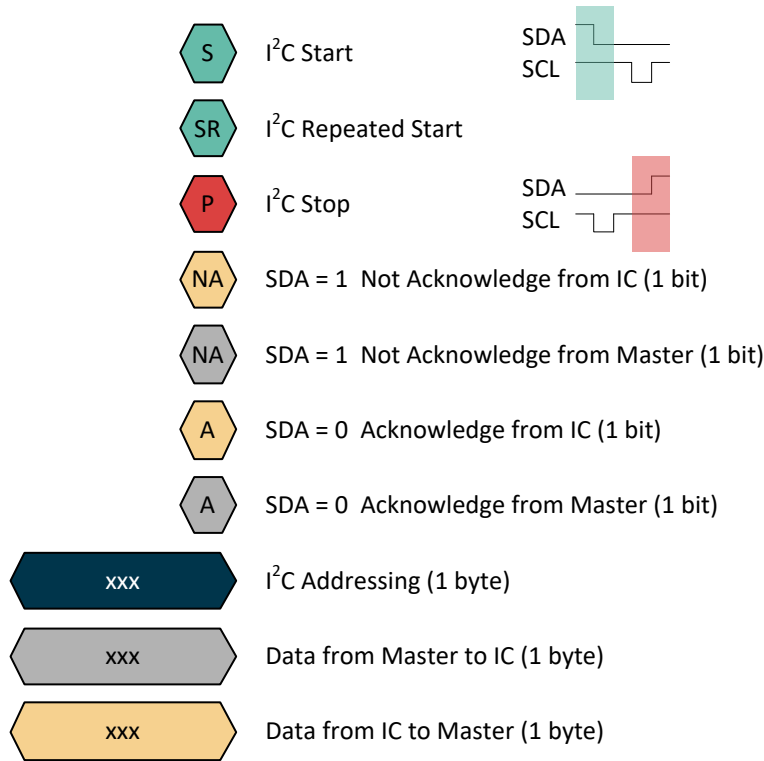 S I²C Start SDA
SCL
SR I²C Repeated Start
P I²C Stop SDA
SCL
NA SDA = 1 Not Acknowledge from IC (1 bit)
NA SDA = 1 Not Acknowledge from Master (1 bit)
A SDA = 0 Acknowledge from IC (1 bit)
A SDA = 0 Acknowledge from Master (1 bit)
xxx I²C Addressing (1 byte)
xxx Data from Master to IC (1 byte)
xxx Data from IC to Master (1 byte)